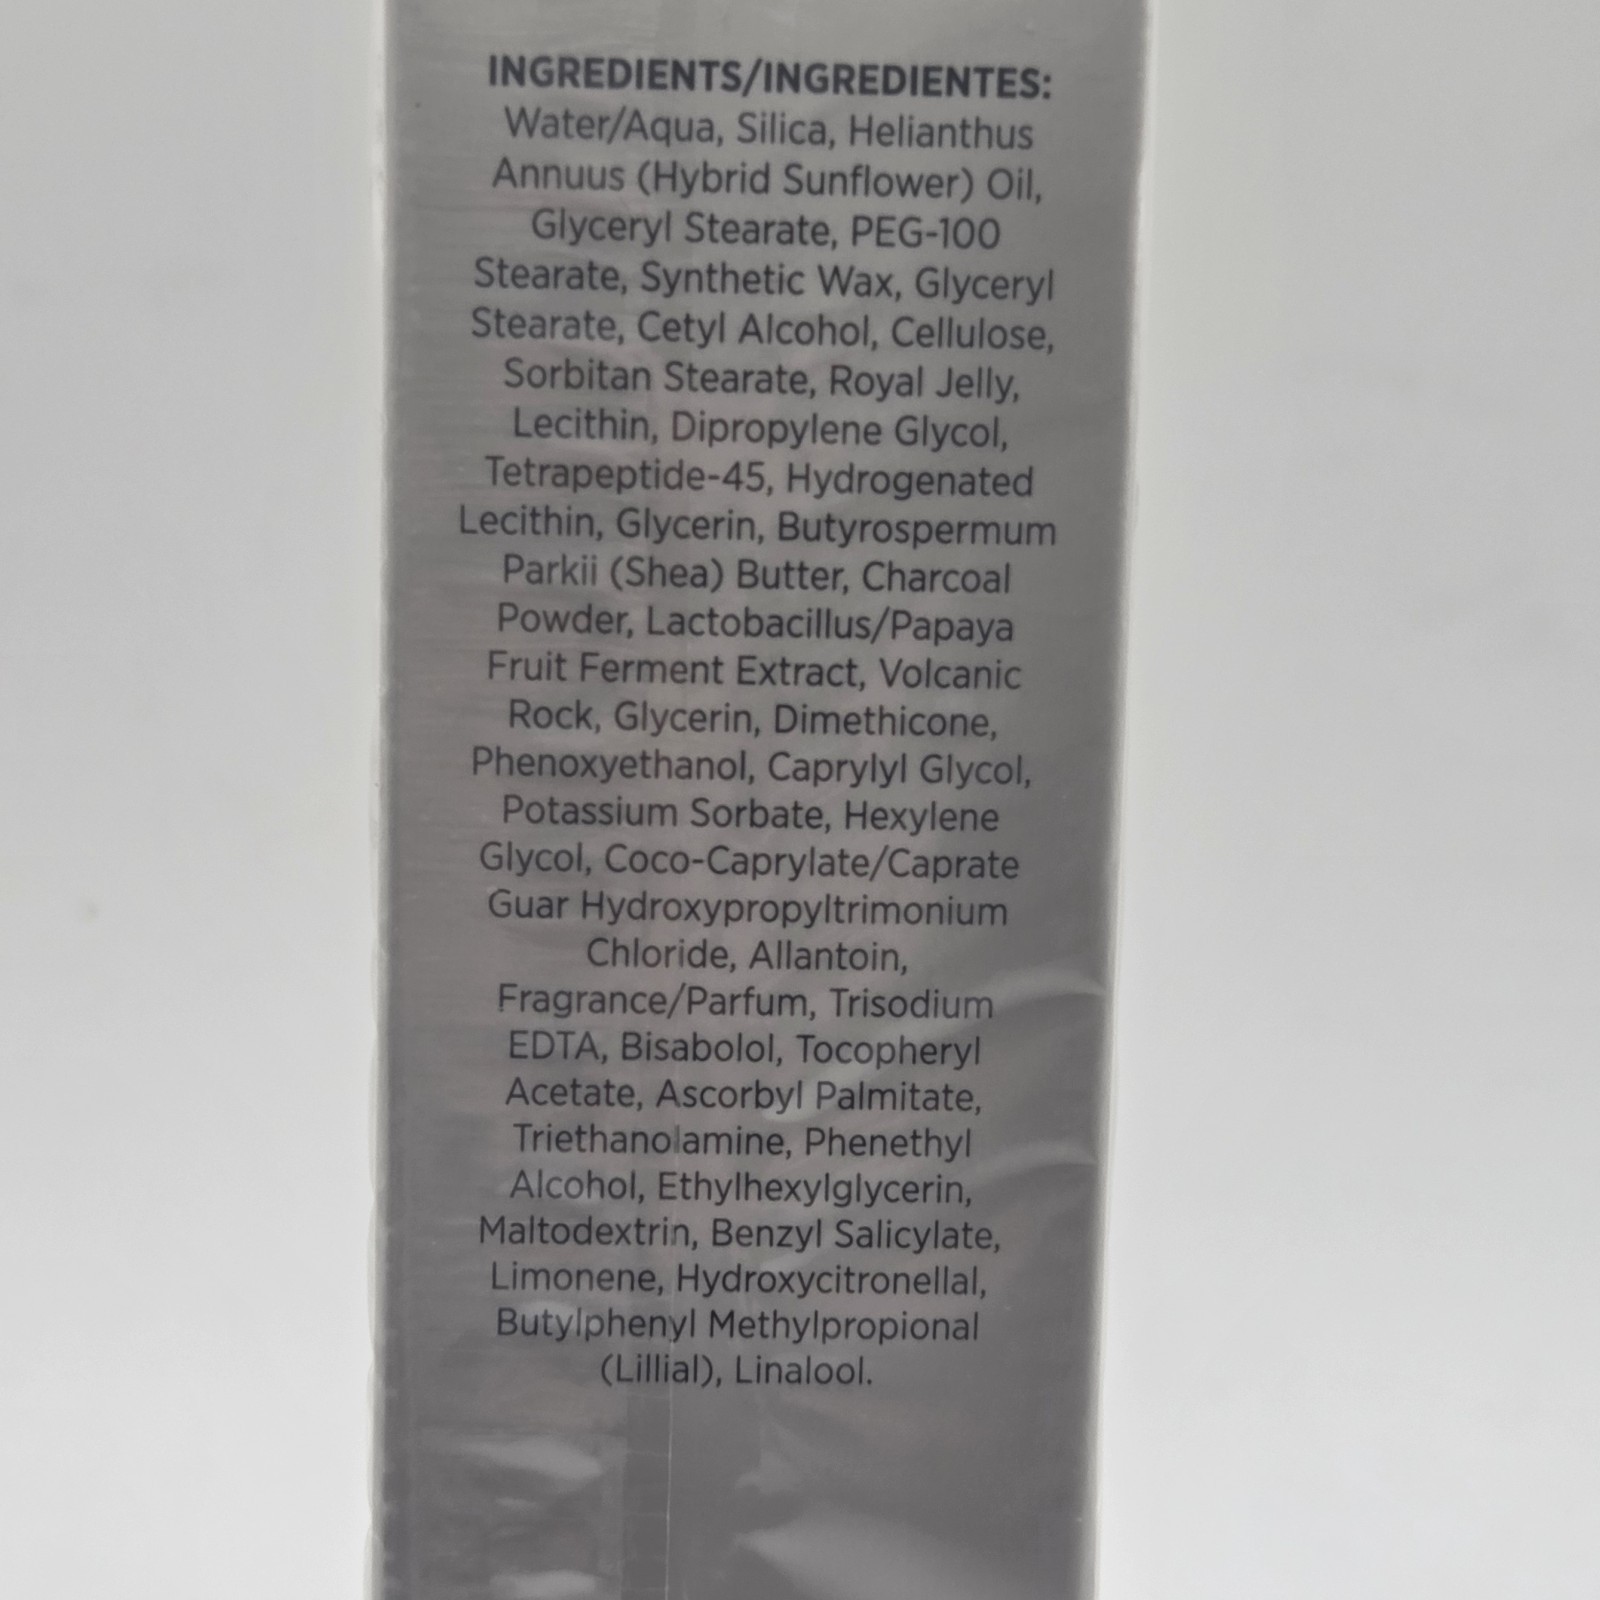 INGREDIENTS/INGREDIENTES:
Water/Aqua, Silica, Helianthus
Annuus (Hybrid Sunflower) Oil,
Glyceryl Stearate, PEG-100
Stearate, Synthetic Wax, Glyceryl
Stearate, Cetyl Alcohol, Cellulose,
Sorbitan Stearate, Royal Jelly,
Lecithin, Dipropylene Glycol,
Tetrapeptide-45, Hydrogenated
Lecithin, Glycerin, Butyrospermum
Parkii (Shea) Butter, Charcoal
Powder, Lactobacillus/Papaya
Fruit Ferment Extract, Volcanic
Rock, Glycerin, Dimethicone,
Phenoxyethanol, Caprylyl Glycol,
Potassium Sorbate, Hexylene
Glycol, Coco-Caprylate/Caprate
Guar Hydroxypropyltrimonium
Chloride, Allantoin,
Fragrance/Parfum, Trisodium
EDTA, Bisabolol, Tocopheryl
Acetate, Ascorbyl Palmitate,
Triethanolamine, Phenethyl
Alcohol, Ethylhexylglycerin,
Maltodextrin, Benzyl Salicylate,
Limonene, Hydroxycitronellal,
Butylphenyl Methylpropional
(Lillial), Linalool.